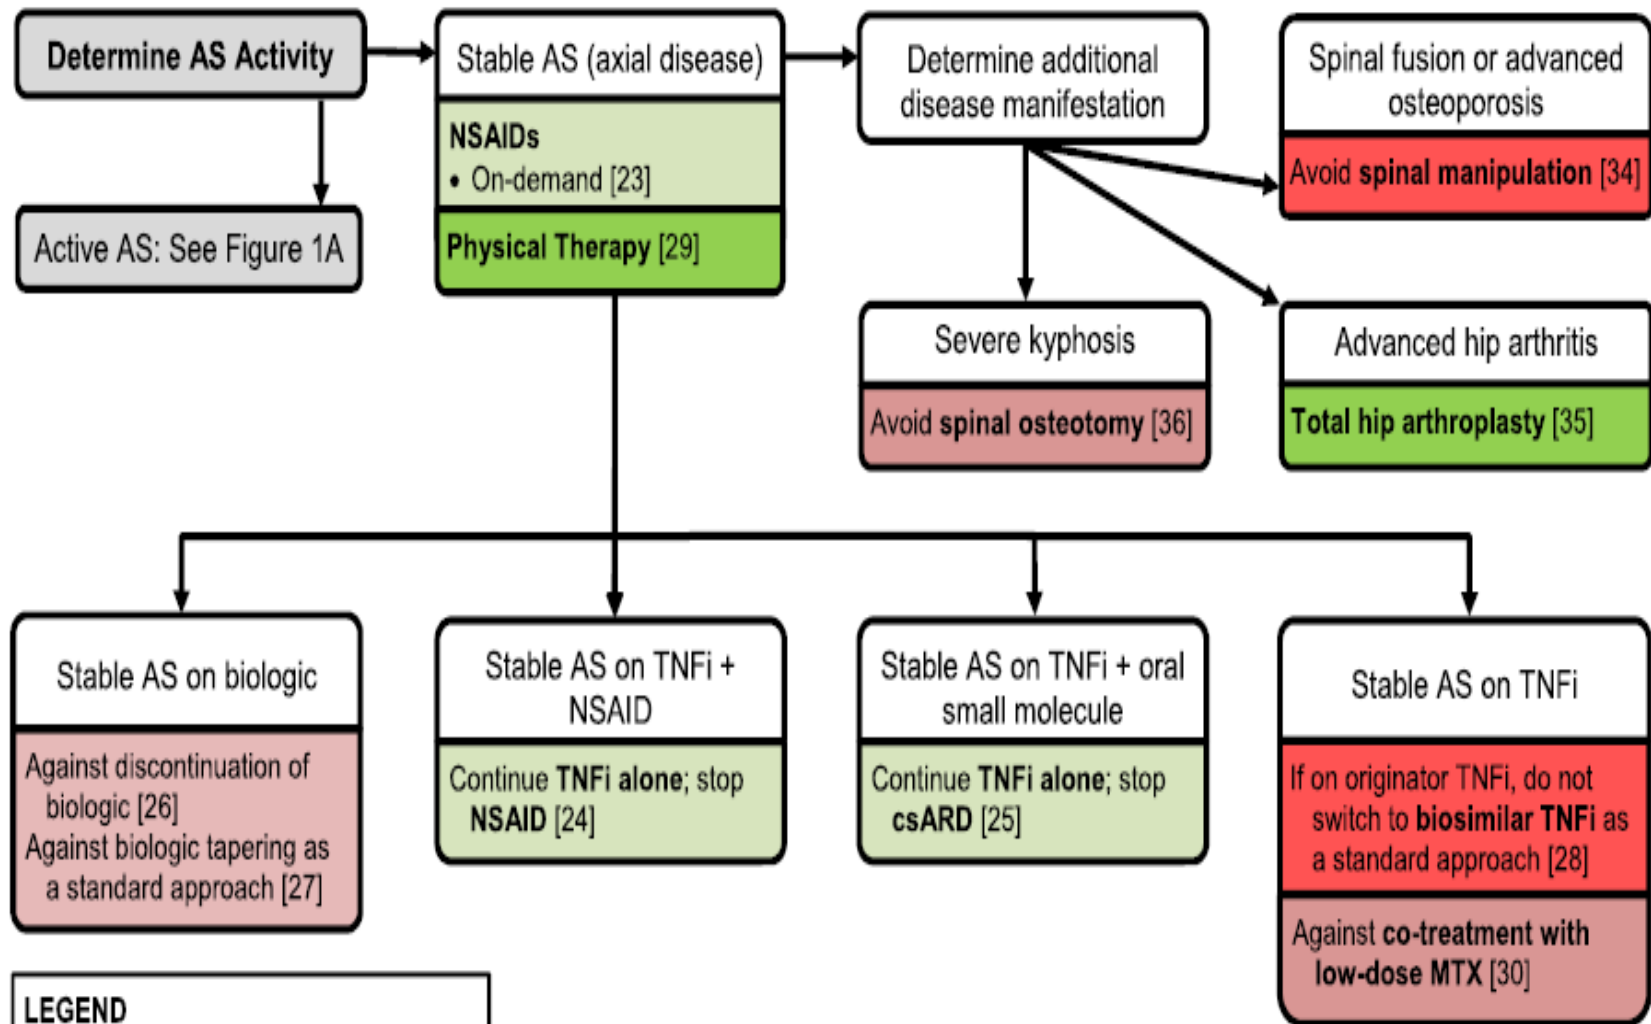 Determine AS Activity
Active AS: See Figure 1A
Stable AS (axial disease)
NSAIDs
• On-demand [23]
Physical Therapy [29]
Determine additional
disease manifestation
Spinal fusion or advanced
osteoporosis
Avoid spinal manipulation [34]
Severe kyphosis
Avoid spinal osteotomy [36]
Advanced hip arthritis
Total hip arthroplasty [35]
Stable AS on biologic
Against discontinuation of
biologic [26]
Against biologic tapering as
a standard approach [27]
Stable AS on TNFi +
NSAID
Continue TNFi alone; stop
NSAID [24]
Stable AS on TNFi + oral
small molecule
Continue TNFi alone; stop
csARD [25]
Stable AS on TNFi
If on originator TNFi, do not
switch to biosimilar TNFi as
a standard approach [28]
Against co-treatment with
low-dose MTX [30]
LEGEND